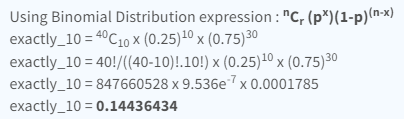 Using Binomial Distribution expression : ⁿCᵣ (pˣ)(1-p)⁽ⁿ⁻ˣ⁾
exactly_10 = ⁴⁰C₁₀ x (0.25)¹⁰ x (0.75)³⁰
exactly_10 = 40!/((40-10)!.10!) x (0.25)¹⁰ x (0.75)³⁰
exactly_10 = 847660528 x 9.536e⁻⁷ x 0.0001785
exactly_10 = 0.14436434